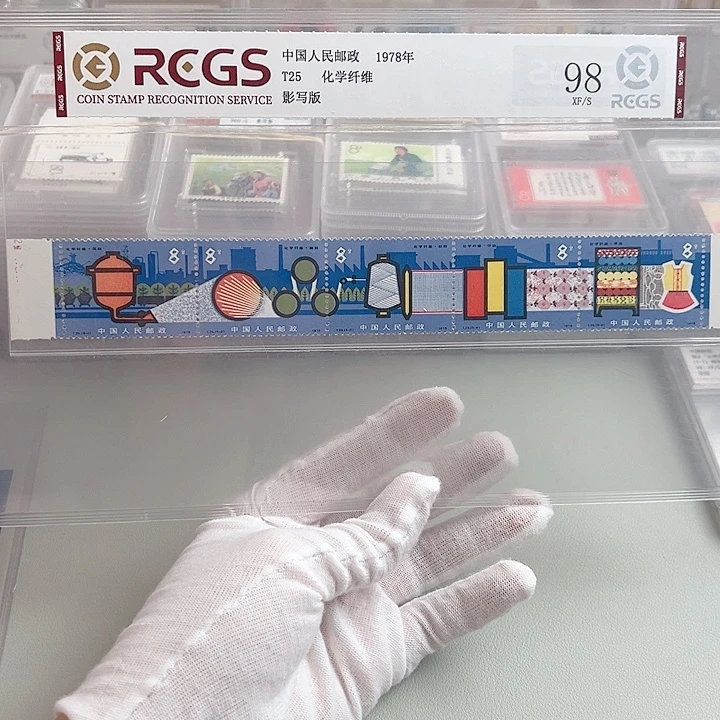 RCGS
COIN STAMP RECOGNITION SERVICE
中国人民邮政 1978年
T25 化学纤维
影写版
98
XF/S
RCGS
8分 8分 8分 8分 8分
中国人民邮政 中国人民邮政 中国人民邮政 中国人民邮政 中国人民邮政